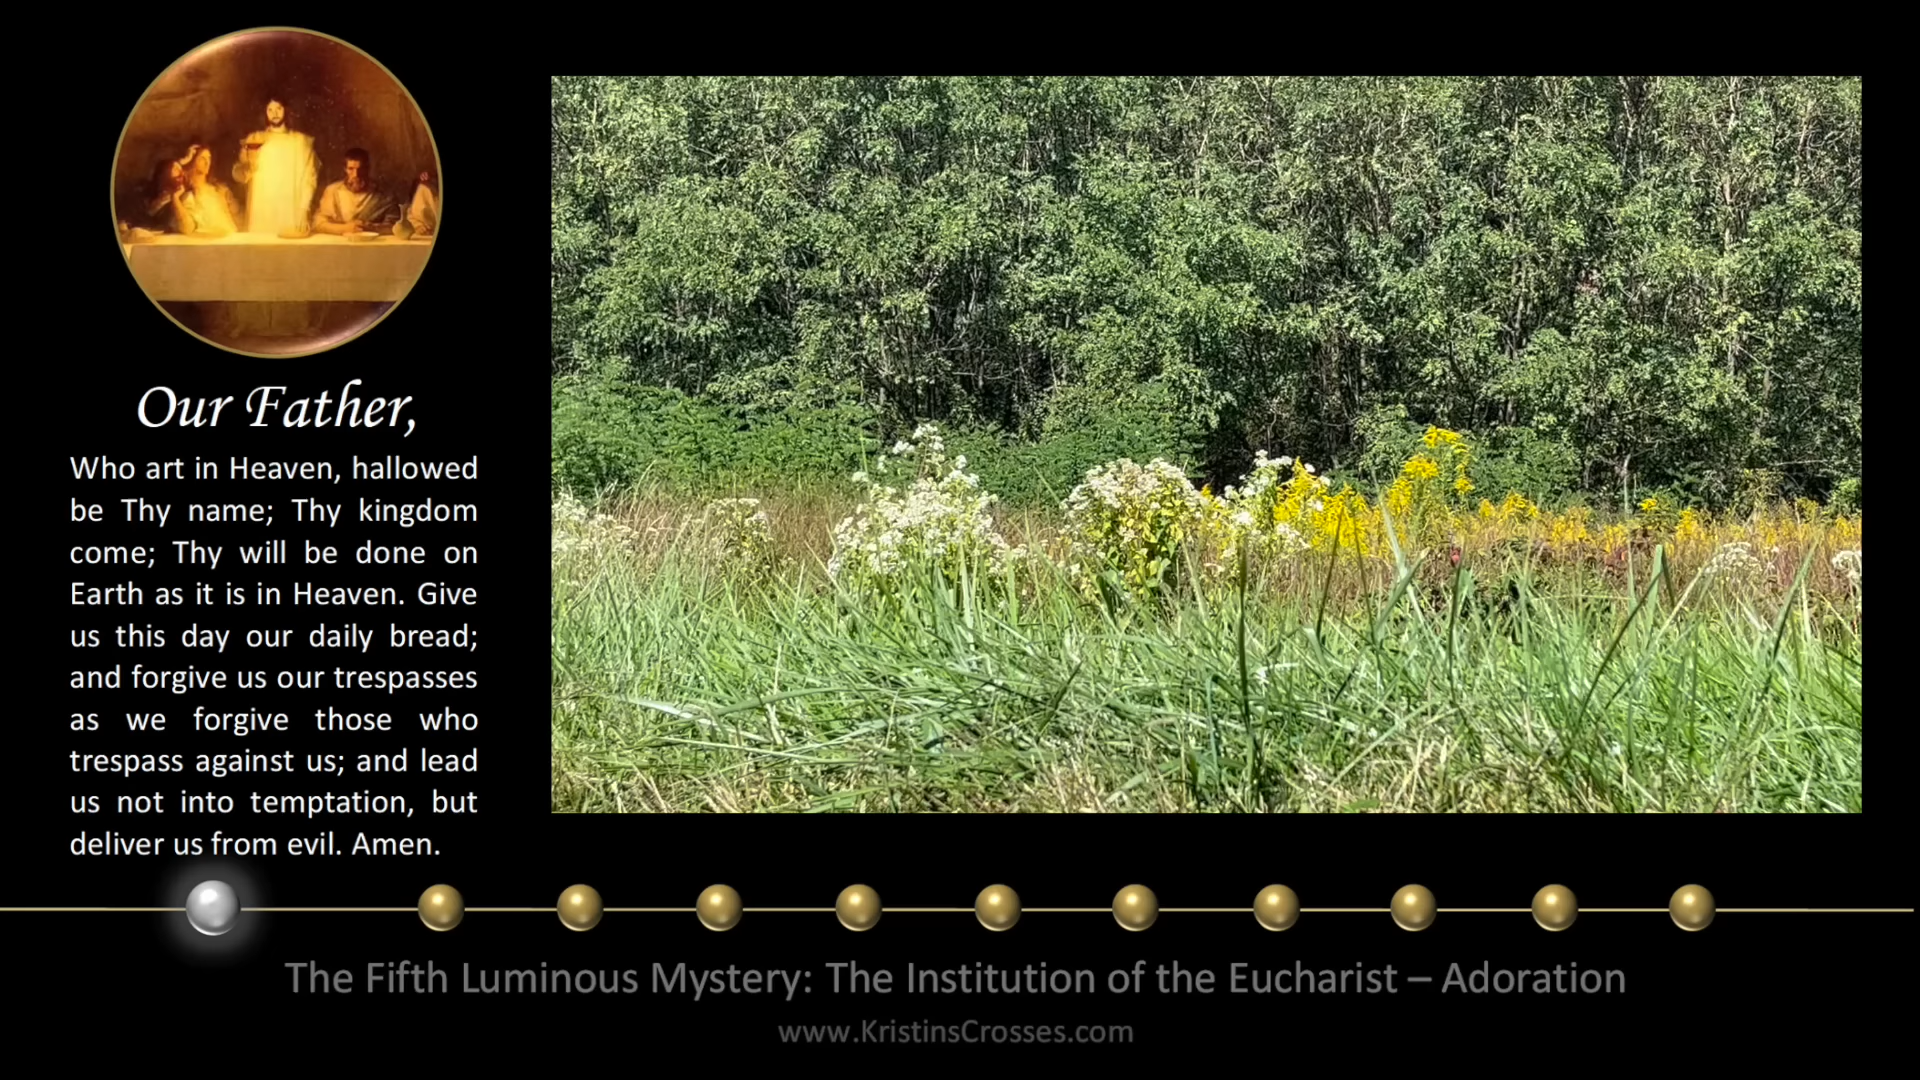 Our Father,
Who art in Heaven, hallowed
be Thy name; Thy kingdom
come; Thy will be done on
Earth as it is in Heaven. Give
us this day our daily bread;
and forgive us our trespasses
as we forgive those who
trespass against us; and lead
us not into temptation, but
deliver us from evil. Amen.
The Fifth Luminous Mystery: The Institution of the Eucharist – Adoration
www.KristinsCrosses.com